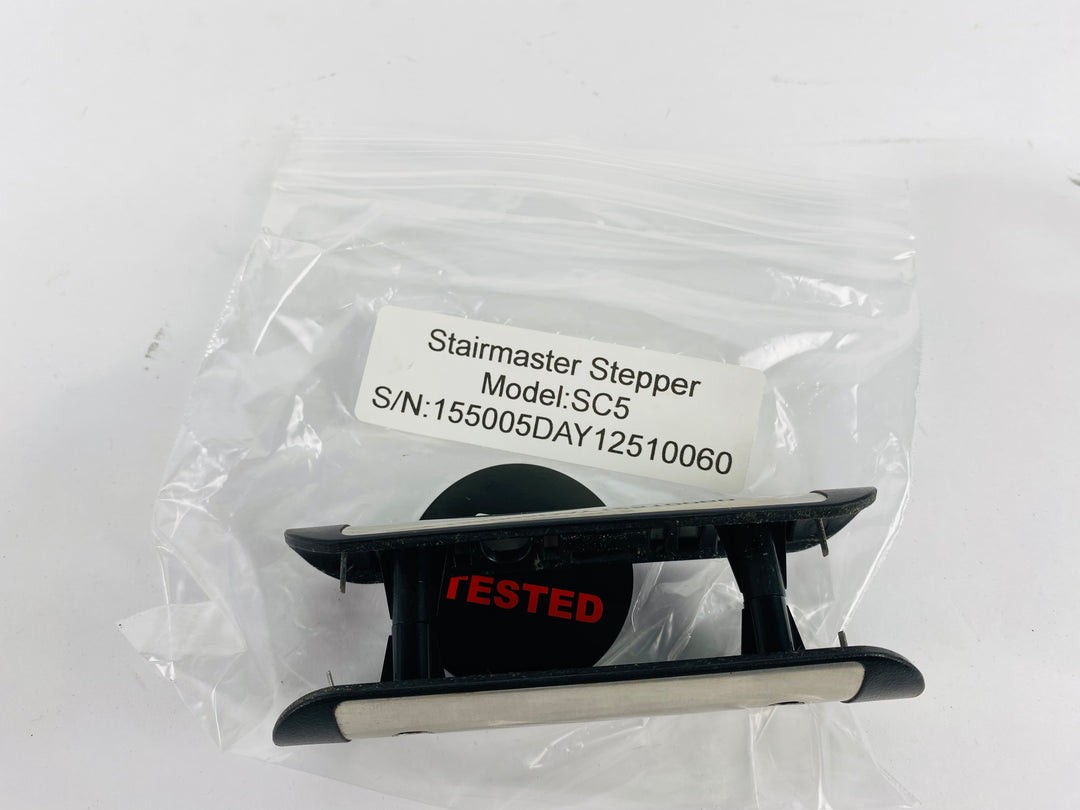 Stairmaster Stepper
Model:SC5
S/N:155005DAY12510060
TESTED